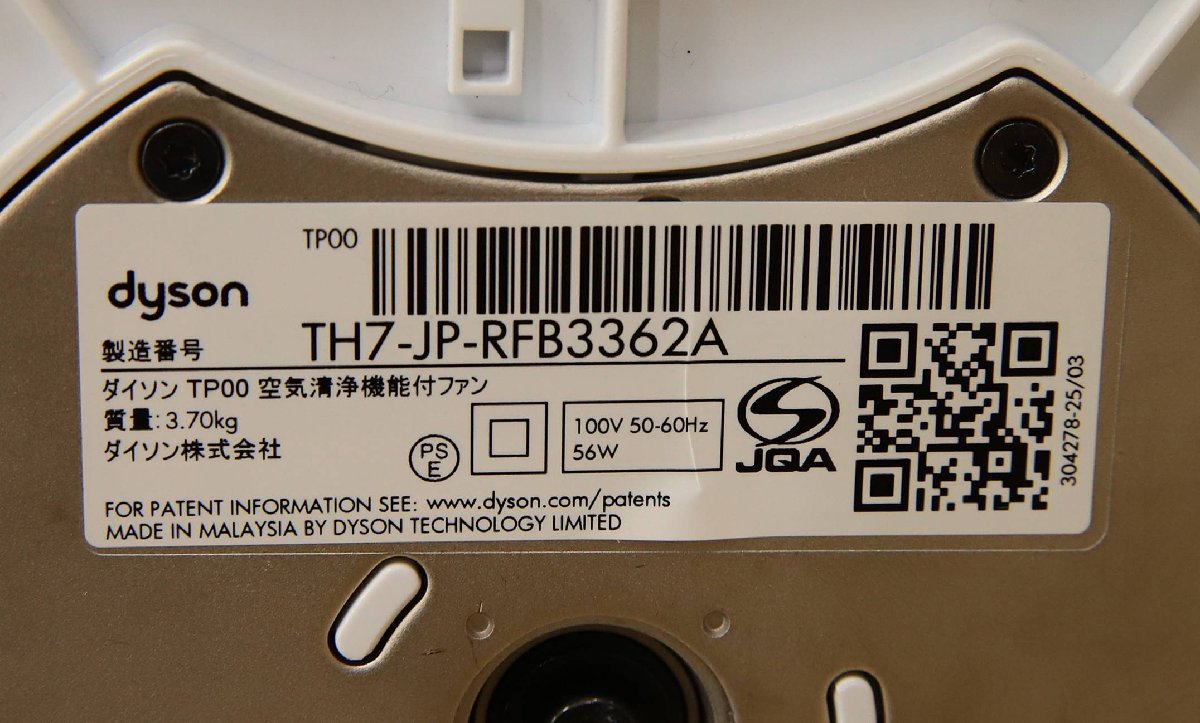 TP00
dyson
製造番号 TH7-JP-RFB3362A
ダイソン TP00 空気清浄機能付ファン
質量: 3.70kg
ダイソン株式会社
PS
E
100V 50-60Hz
56W
JQA
304278-25/03
FOR PATENT INFORMATION SEE: www.dyson.com/patents
MADE IN MALAYSIA BY DYSON TECHNOLOGY LIMITED